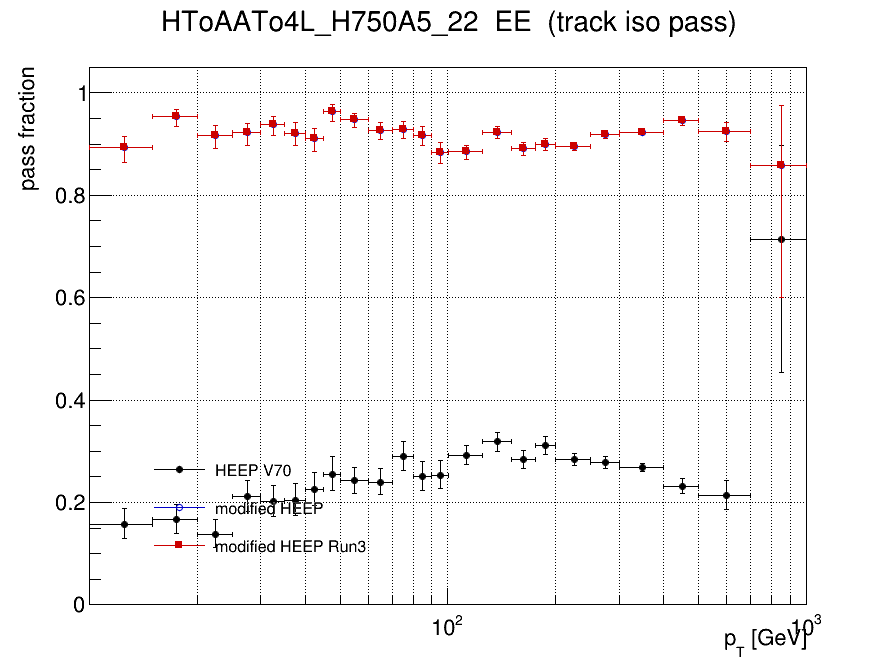 HToAATo4L_H750A5_22 EE (track iso pass)
pass fraction
1
0.8
0.6
0.4
0.2
0
HEEP V70
modified HEEP
modified HEEP Run3
10²
10³
p_T [GeV]